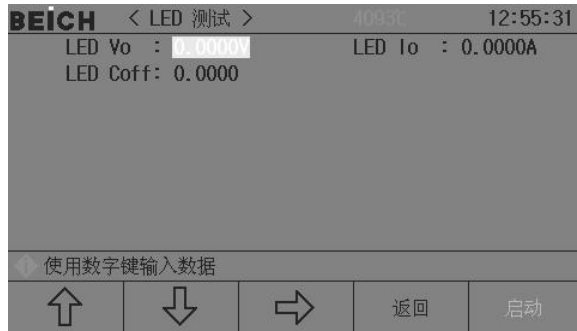 BEICH < LED 测试 > 4093℃ 12:55:31
LED Vo : 0.0000V LED Io : 0.0000A
LED Coff: 0.0000
使用数字键输入数据
返回 启动